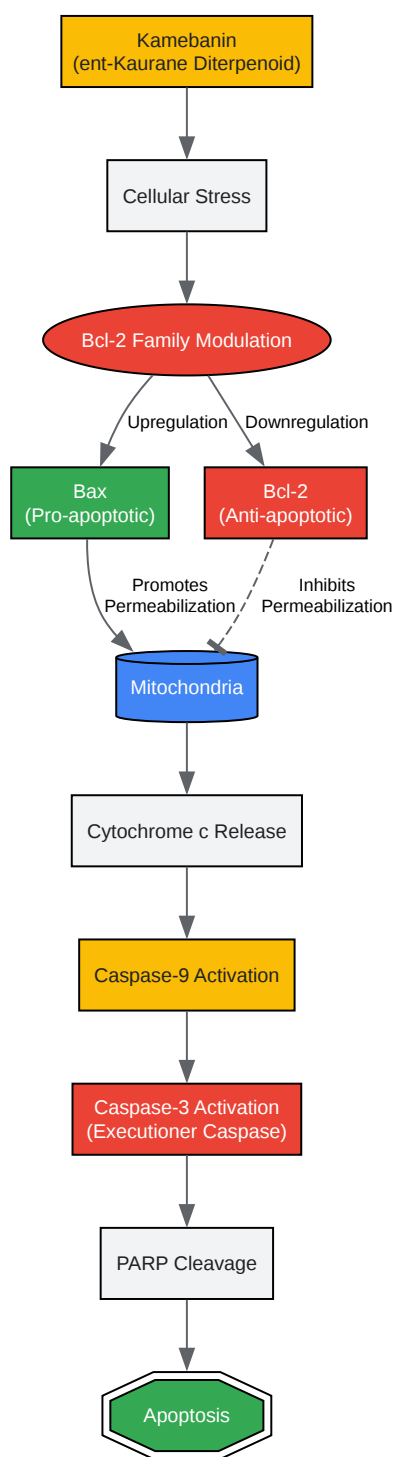 Kamebanin
(ent-Kaurane Diterpenoid)
Cellular Stress
Bcl-2 Family Modulation
Upregulation
Downregulation
Bax
(Pro-apoptotic)
Bcl-2
(Anti-apoptotic)
Promotes
Permeabilization
Inhibits
Permeabilization
Mitochondria
Cytochrome c Release
Caspase-9 Activation
Caspase-3 Activation
(Executioner Caspase)
PARP Cleavage
Apoptosis